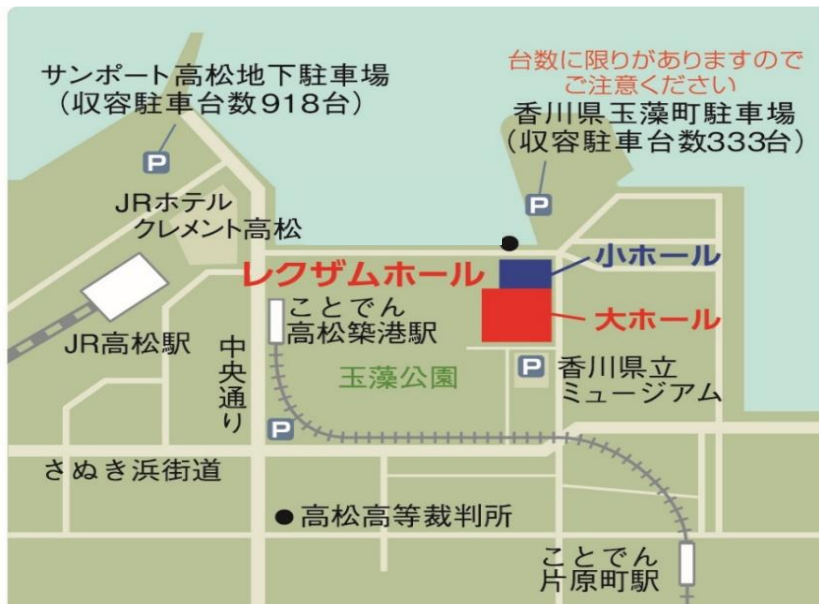 サンポート高松地下駐車場
(収容駐車台数918台)
台数に限りがありますので
ご注意ください
香川県玉藻町駐車場
(収容駐車台数333台)
P
P
JRホテル
クレメント高松
レクザムホール
小ホール
大ホール
ことでん
高松築港駅
JR高松駅
中央通り
玉藻公園
P
香川県立
ミュージアム
P
さぬき浜街道
高松高等裁判所
ことでん
片原町駅